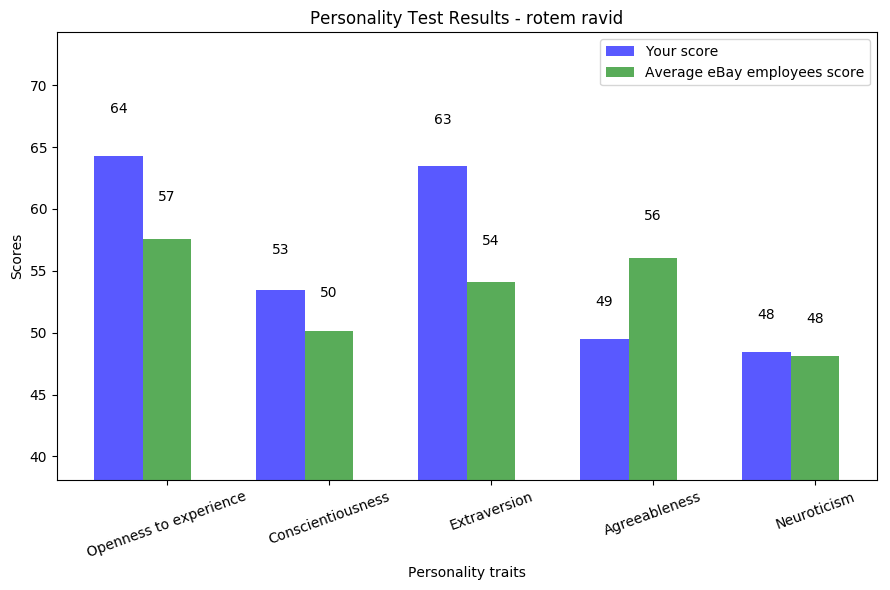 Personality Test Results - rotem ravid
Your score
Average eBay employees score
70
65
60
55
50
45
40
Scores
64
57
53
50
63
54
49
56
48
48
Openness to experience
Conscientiousness
Extraversion
Agreeableness
Neuroticism
Personality traits